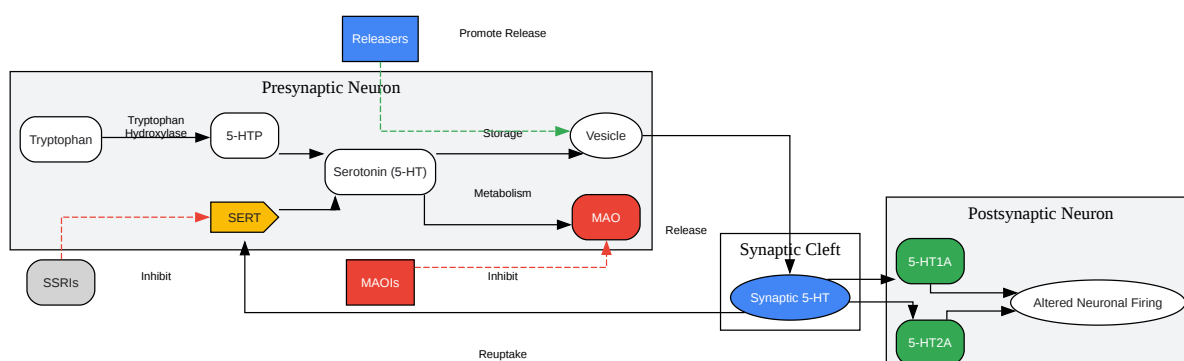 Releasers
Promote Release
Presynaptic Neuron
Tryptophan
Tryptophan
Hydroxylase
5-HTP
Serotonin (5-HT)
Storage
Vesicle
Metabolism
SERT
MAO
Release
SSRIs
Inhibit
MAOIs
Inhibit
Synaptic Cleft
Synaptic 5-HT
Postsynaptic Neuron
5-HT1A
5-HT2A
Altered Neuronal Firing
Reuptake